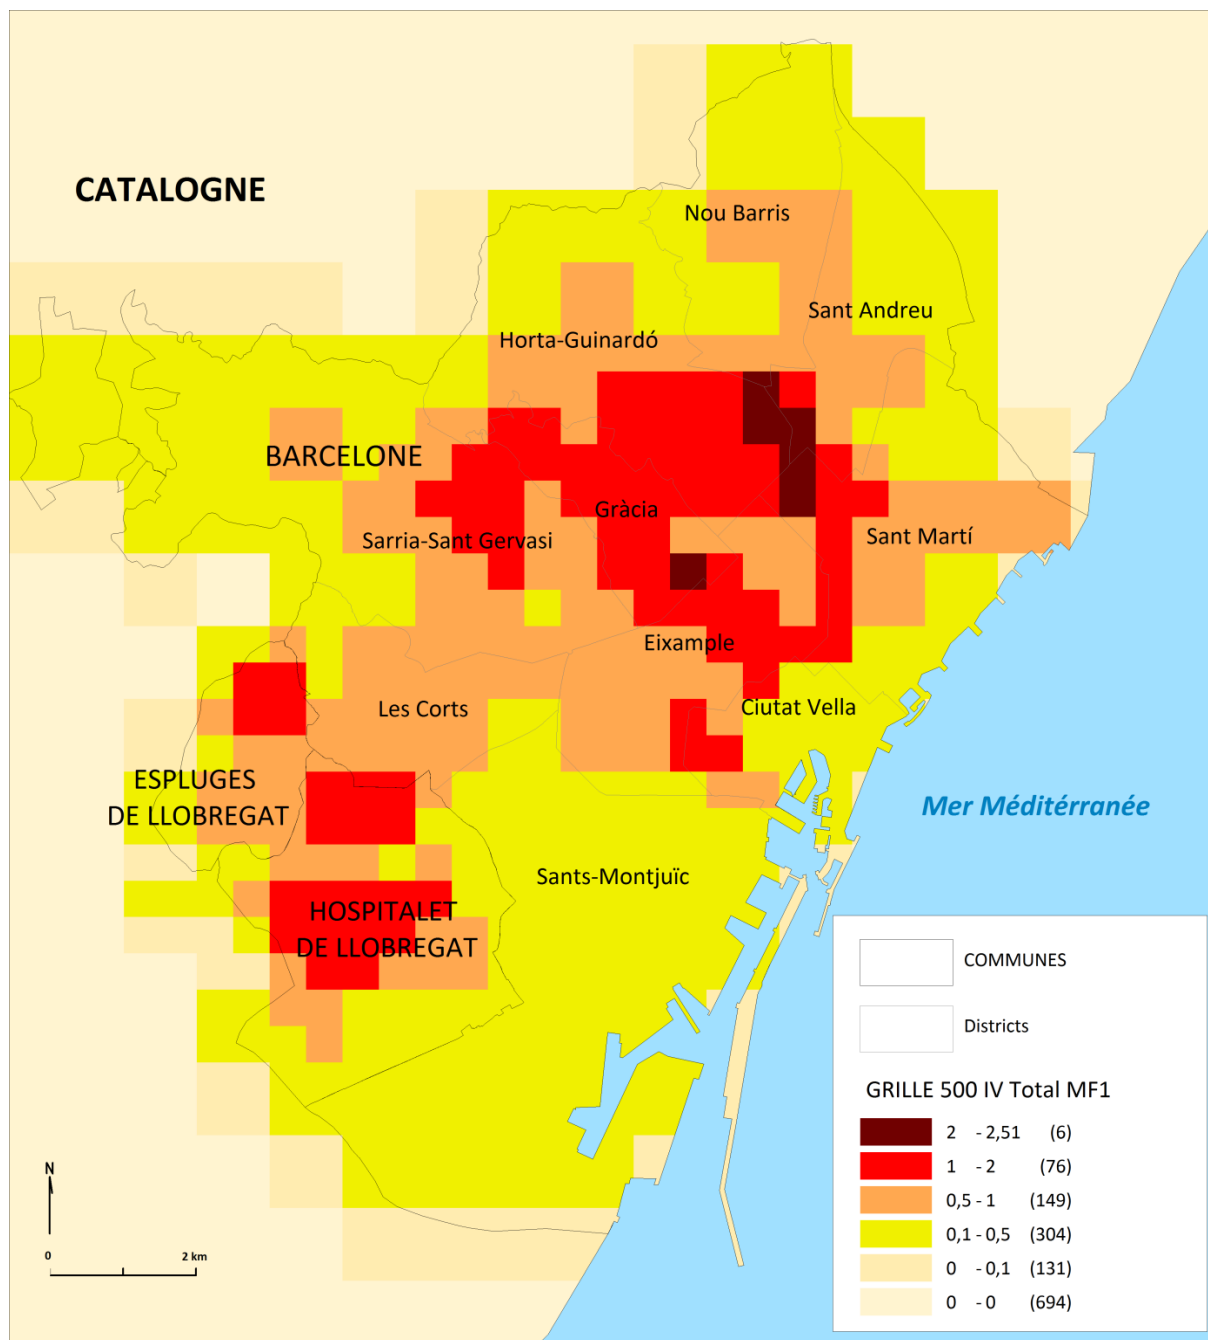 CATALOGNE
Nou Barris
Sant Andreu
Horta-Guinardó
BARCELONE
Gràcia
Sarria-Sant Gervasi
Sant Martí
Eixample
Les Corts
Ciutat Vella
ESPLUGES
DE LLOBREGAT
Mer Méditérranée
Sants-Montjuïc
HOSPITALET
DE LLOBREGAT
COMMUNES
Districts
GRILLE 500 IV Total MF1
2 - 2,51 (6)
1 - 2 (76)
0,5 - 1 (149)
0,1 - 0,5 (304)
0 - 0,1 (131)
0 - 0 (694)
N
0 2 km